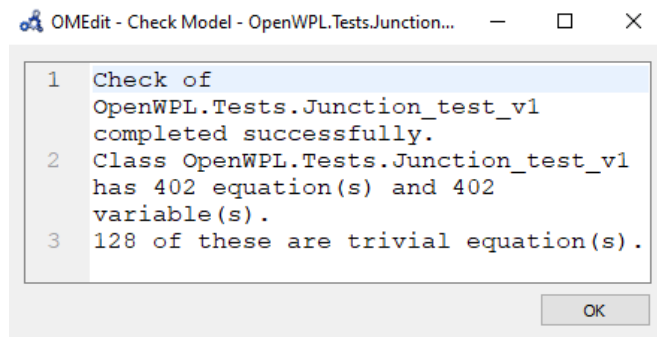 OMEdit - Check Model - OpenWPL.Tests.Junction...
1 Check of
OpenWPL.Tests.Junction_test_v1
completed successfully.
2 Class OpenWPL.Tests.Junction_test_v1
has 402 equation(s) and 402
variable(s).
3 128 of these are trivial equation(s).
OK